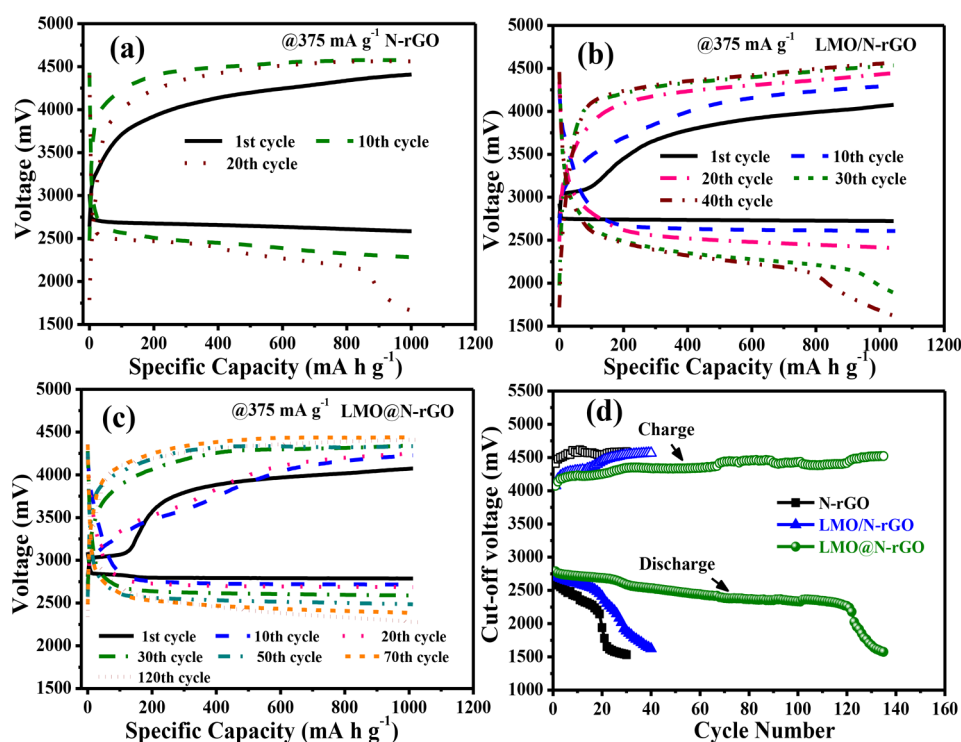 (a)
@375 mA g-1 N-rGO
1st cycle
10th cycle
20th cycle
Voltage (mV)
5000
4500
4000
3500
3000
2500
2000
1500
0 200 400 600 800 1000 1200
Specific Capacity (mA h g-1)
(b)
@375 mA g-1 LMO/N-rGO
1st cycle
10th cycle
20th cycle
30th cycle
40th cycle
Voltage (mV)
5000
4500
4000
3500
3000
2500
2000
1500
0 200 400 600 800 1000 1200
Specific Capacity (mA h g-1)
(c)
@375 mA g-1 LMO@N-rGO
1st cycle
10th cycle
20th cycle
30th cycle
50th cycle
70th cycle
120th cycle
Voltage (mV)
5000
4500
4000
3500
3000
2500
2000
1500
0 200 400 600 800 1000 1200
Specific Capacity (mA h g-1)
(d)
Charge
N-rGO
LMO/N-rGO
LMO@N-rGO
Discharge
Cut-off voltage (mV)
5500
5000
4500
4000
3500
3000
2500
2000
1500
1000
0 20 40 60 80 100 120 140 160
Cycle Number